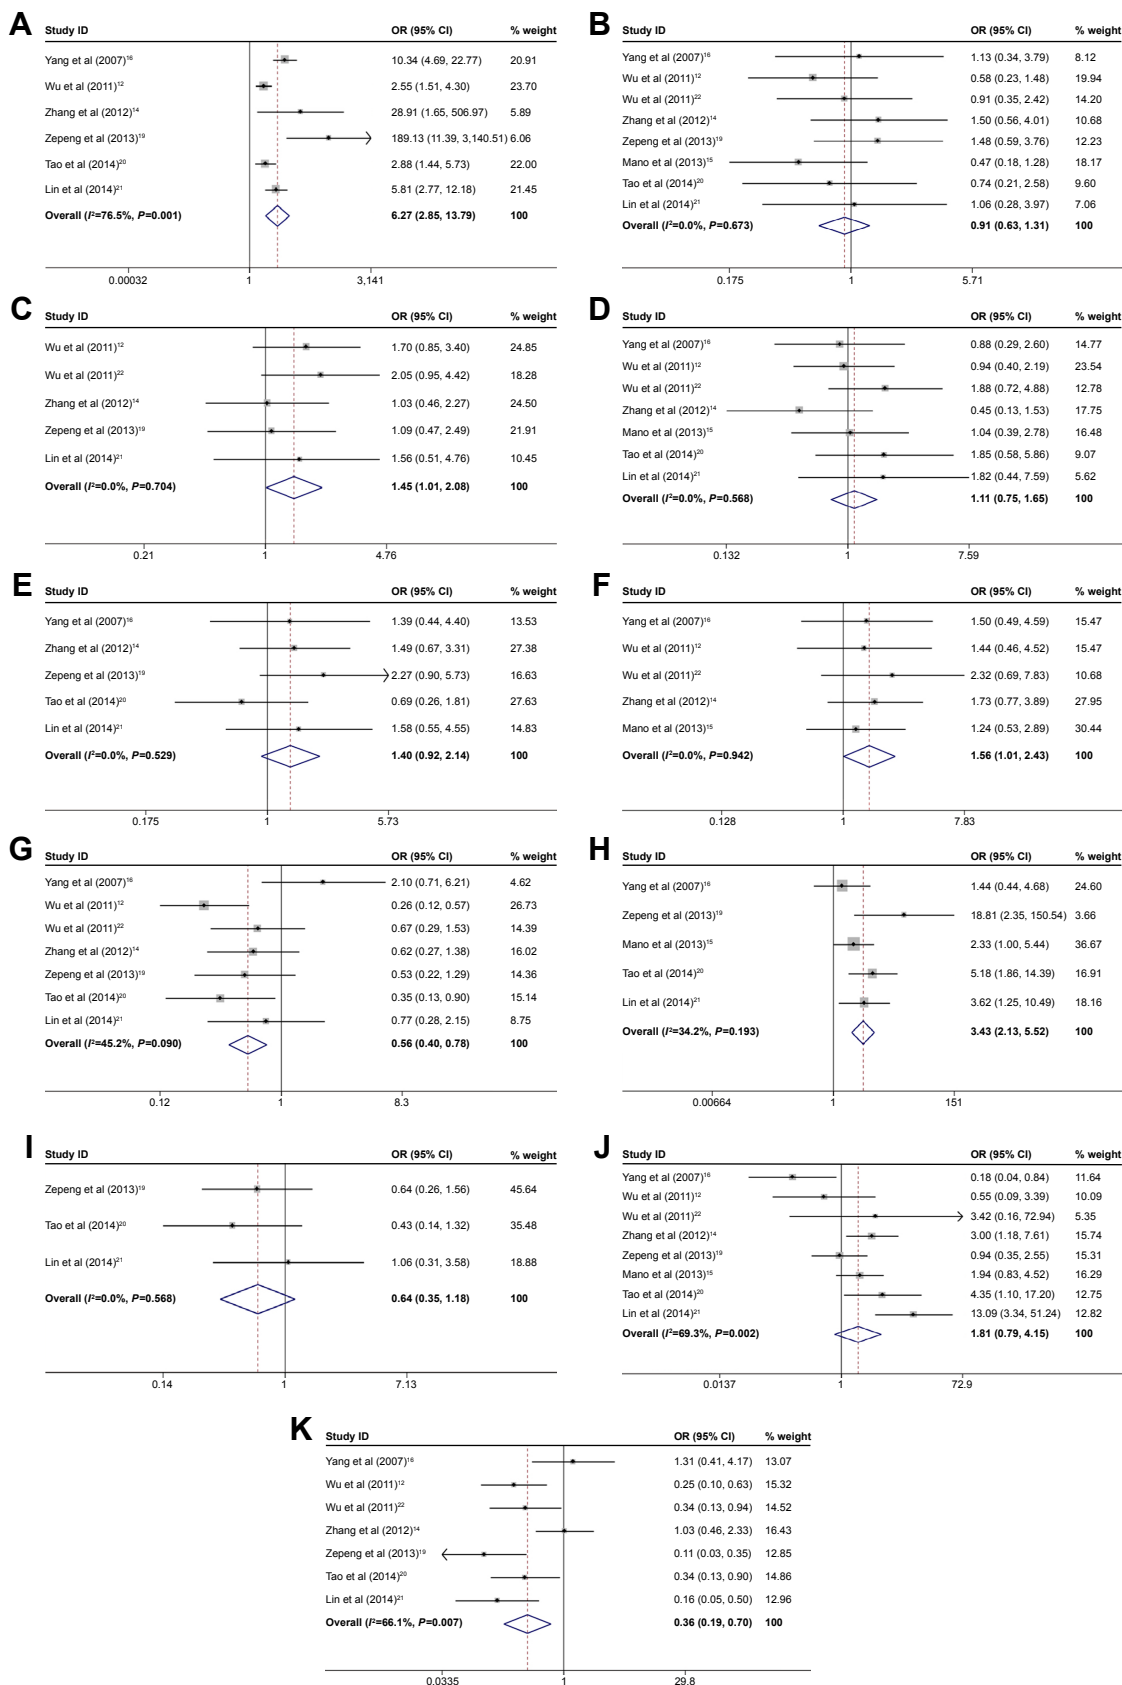 A
Study ID OR (95% CI) % weight
Yang et al (2007)¹⁶ 10.34 (4.69, 22.77) 20.91
Wu et al (2011)¹² 2.55 (1.51, 4.30) 23.70
Zhang et al (2012)¹⁴ 28.91 (1.65, 506.97) 5.89
Zepeng et al (2013)¹⁹ 189.13 (11.39, 3,140.51) 6.06
Tao et al (2014)²⁰ 2.88 (1.44, 5.73) 22.00
Lin et al (2014)²¹ 5.81 (2.77, 12.18) 21.45
Overall (I²=76.5%, P=0.001) 6.27 (2.85, 13.79) 100
0.00032 1 3,141
B
Study ID OR (95% CI) % weight
Yang et al (2007)¹⁶ 1.13 (0.34, 3.79) 8.12
Wu et al (2011)¹² 0.58 (0.23, 1.48) 19.94
Wu et al (2011)²² 0.91 (0.35, 2.42) 14.20
Zhang et al (2012)¹⁴ 1.50 (0.56, 4.01) 10.68
Zepeng et al (2013)¹⁹ 1.48 (0.59, 3.76) 12.23
Mano et al (2013)¹⁵ 0.47 (0.18, 1.28) 18.17
Tao et al (2014)²⁰ 0.74 (0.21, 2.58) 9.60
Lin et al (2014)²¹ 1.06 (0.28, 3.97) 7.06
Overall (I²=0.0%, P=0.673) 0.91 (0.63, 1.31) 100
0.175 1 5.71
C
Study ID OR (95% CI) % weight
Wu et al (2011)¹² 1.70 (0.85, 3.40) 24.85
Wu et al (2011)²² 2.05 (0.95, 4.42) 18.28
Zhang et al (2012)¹⁴ 1.03 (0.46, 2.27) 24.50
Zepeng et al (2013)¹⁹ 1.09 (0.47, 2.49) 21.91
Lin et al (2014)²¹ 1.56 (0.51, 4.76) 10.45
Overall (I²=0.0%, P=0.704) 1.45 (1.01, 2.08) 100
0.21 1 4.76
D
Study ID OR (95% CI) % weight
Yang et al (2007)¹⁶ 0.88 (0.29, 2.60) 14.77
Wu et al (2011)¹² 0.94 (0.40, 2.19) 23.54
Wu et al (2011)²² 1.88 (0.72, 4.88) 12.78
Zhang et al (2012)¹⁴ 0.45 (0.13, 1.53) 17.75
Mano et al (2013)¹⁵ 1.04 (0.39, 2.78) 16.48
Tao et al (2014)²⁰ 1.85 (0.58, 5.86) 9.07
Lin et al (2014)²¹ 1.82 (0.44, 7.59) 5.62
Overall (I²=0.0%, P=0.568) 1.11 (0.75, 1.65) 100
0.132 1 7.59
E
Study ID OR (95% CI) % weight
Yang et al (2007)¹⁶ 1.39 (0.44, 4.40) 13.53
Zhang et al (2012)¹⁴ 1.49 (0.67, 3.31) 27.38
Zepeng et al (2013)¹⁹ 2.27 (0.90, 5.73) 16.63
Tao et al (2014)²⁰ 0.69 (0.26, 1.81) 27.63
Lin et al (2014)²¹ 1.58 (0.55, 4.55) 14.83
Overall (I²=0.0%, P=0.529) 1.40 (0.92, 2.14) 100
0.175 1 5.73
F
Study ID OR (95% CI) % weight
Yang et al (2007)¹⁶ 1.50 (0.49, 4.59) 15.47
Wu et al (2011)¹² 1.44 (0.46, 4.52) 15.47
Wu et al (2011)²² 2.32 (0.69, 7.83) 10.68
Zhang et al (2012)¹⁴ 1.73 (0.77, 3.89) 27.95
Mano et al (2013)¹⁵ 1.24 (0.53, 2.89) 30.44
Overall (I²=0.0%, P=0.942) 1.56 (1.01, 2.43) 100
0.128 1 7.83
G
Study ID OR (95% CI) % weight
Yang et al (2007)¹⁶ 2.10 (0.71, 6.21) 4.62
Wu et al (2011)¹² 0.26 (0.12, 0.57) 26.73
Wu et al (2011)²² 0.67 (0.29, 1.53) 14.39
Zhang et al (2012)¹⁴ 0.62 (0.27, 1.38) 16.02
Zepeng et al (2013)¹⁹ 0.53 (0.22, 1.29) 14.36
Tao et al (2014)²⁰ 0.35 (0.13, 0.90) 15.14
Lin et al (2014)²¹ 0.77 (0.28, 2.15) 8.75
Overall (I²=45.2%, P=0.090) 0.56 (0.40, 0.78) 100
0.12 1 8.3
H
Study ID OR (95% CI) % weight
Yang et al (2007)¹⁶ 1.44 (0.44, 4.68) 24.60
Zepeng et al (2013)¹⁹ 18.81 (2.35, 150.54) 3.66
Mano et al (2013)¹⁵ 2.33 (1.00, 5.44) 36.67
Tao et al (2014)²⁰ 5.18 (1.86, 14.39) 16.91
Lin et al (2014)²¹ 3.62 (1.25, 10.49) 18.16
Overall (I²=34.2%, P=0.193) 3.43 (2.13, 5.52) 100
0.00664 1 151
I
Study ID OR (95% CI) % weight
Zepeng et al (2013)¹⁹ 0.64 (0.26, 1.56) 45.64
Tao et al (2014)²⁰ 0.43 (0.14, 1.32) 35.48
Lin et al (2014)²¹ 1.06 (0.31, 3.58) 18.88
Overall (I²=0.0%, P=0.568) 0.64 (0.35, 1.18) 100
0.14 1 7.13
J
Study ID OR (95% CI) % weight
Yang et al (2007)¹⁶ 0.18 (0.04, 0.84) 11.64
Wu et al (2011)¹² 0.55 (0.09, 3.39) 10.09
Wu et al (2011)²² 3.42 (0.16, 72.94) 5.35
Zhang et al (2012)¹⁴ 3.00 (1.18, 7.61) 15.74
Zepeng et al (2013)¹⁹ 0.94 (0.35, 2.55) 15.31
Mano et al (2013)¹⁵ 1.94 (0.83, 4.52) 16.29
Tao et al (2014)²⁰ 4.35 (1.10, 17.20) 12.75
Lin et al (2014)²¹ 13.09 (3.34, 51.24) 12.82
Overall (I²=69.3%, P=0.002) 1.81 (0.79, 4.15) 100
0.0137 1 72.9
K
Study ID OR (95% CI) % weight
Yang et al (2007)¹⁶ 1.31 (0.41, 4.17) 13.07
Wu et al (2011)¹² 0.25 (0.10, 0.63) 15.32
Wu et al (2011)²² 0.34 (0.13, 0.94) 14.52
Zhang et al (2012)¹⁴ 1.03 (0.46, 2.33) 16.43
Zepeng et al (2013)¹⁹ 0.11 (0.03, 0.35) 12.85
Tao et al (2014)²⁰ 0.34 (0.13, 0.90) 14.86
Lin et al (2014)²¹ 0.16 (0.05, 0.50) 12.96
Overall (I²=66.1%, P=0.007) 0.36 (0.19, 0.70) 100
0.0335 1 29.8